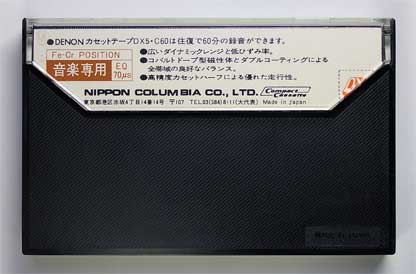 ●DENON カセットテープDX5・C60は往復で60分の録音ができます。
Fe-Cr POSITION
音楽専用
EQ
70μs
●広いダイナミックレンジと低ひずみ率。
●コバルトドープ型磁性体とダブルコーティングによる
全帯域の良好なバランス。
●高精度カセットハーフによる優れた走行性。
DX
NIPPON COLUMBIA CO., LTD.
Compact
Cassette
東京都港区赤坂4丁目14番14号 〒107 TEL.03(584)8111(大代表) Made in Japan